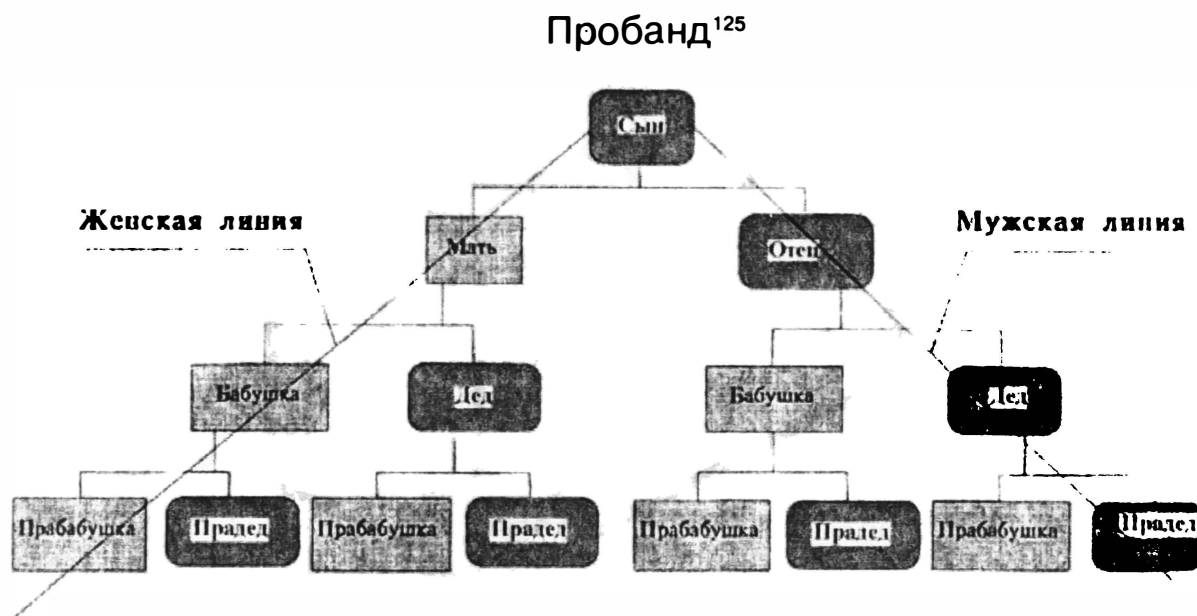 Пробанд¹²⁵
Сын
Женская линия
Мужская линия
Мать
Отец
Бабушка
Дед
Бабушка
Дед
Прабабушка
Прадед
Прабабушка
Прадед
Прабабушка
Прадед
Прабабушка
Прадед